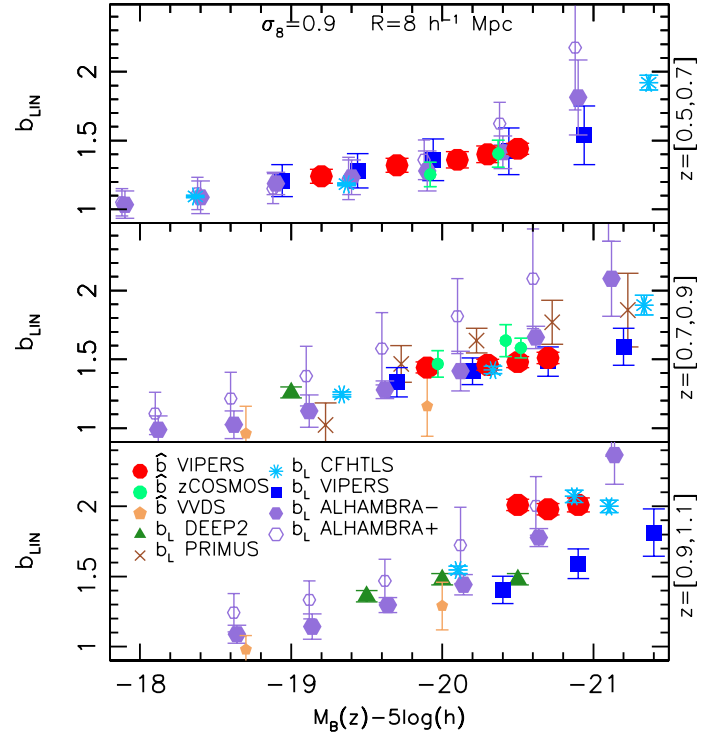 σ8=0.9 R=8 h⁻¹ Mpc
2
1.5
1
b_LIN
z=[0.5,0.7]
2
1.5
1
b_LIN
z=[0.7,0.9]
b̂ VIPERS
b̂ zCOSMOS
b̂ VVDS
b_L DEEP2
b_L PRIMUS
b_L CFHTLS
b_L VIPERS
b_L ALHAMBRA−
b_L ALHAMBRA+
2
1.5
1
b_LIN
z=[0.9,1.1]
−18 −19 −20 −21
M_B(z)−5log(h)